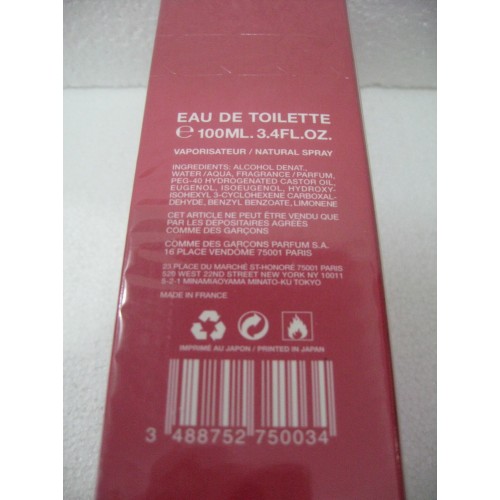 EAU DE TOILETTE
℮ 100ML. 3.4FL.OZ.
VAPORISATEUR / NATURAL SPRAY
INGREDIENTS: ALCOHOL DENAT.,
WATER / AQUA, FRAGRANCE / PARFUM,
PEG-40 HYDROGENATED CASTOR OIL,
EUGENOL, ISOEUGENOL, HYDROXY-
ISOHEXYL 3-CYCLOHEXENE CARBOXAL-
DEHYDE, BENZYL BENZOATE, LIMONENE
CET ARTICLE NE PEUT ÊTRE VENDU QUE
PAR LES DÉPOSITAIRES AGRÉÉS
COMME DES GARÇONS
COMME DES GARÇONS PARFUM S.A.
16 PLACE VENDÔME 75001 PARIS
23 PLACE DU MARCHÉ ST-HONORÉ 75001 PARIS
520 WEST 22ND STREET NEW YORK NY 10011
5-2-1 MINAMIAOYAMA MINATO-KU TOKYO
MADE IN FRANCE
IMPRIMÉ AU JAPON / PRINTED IN JAPAN
3 488752 750034